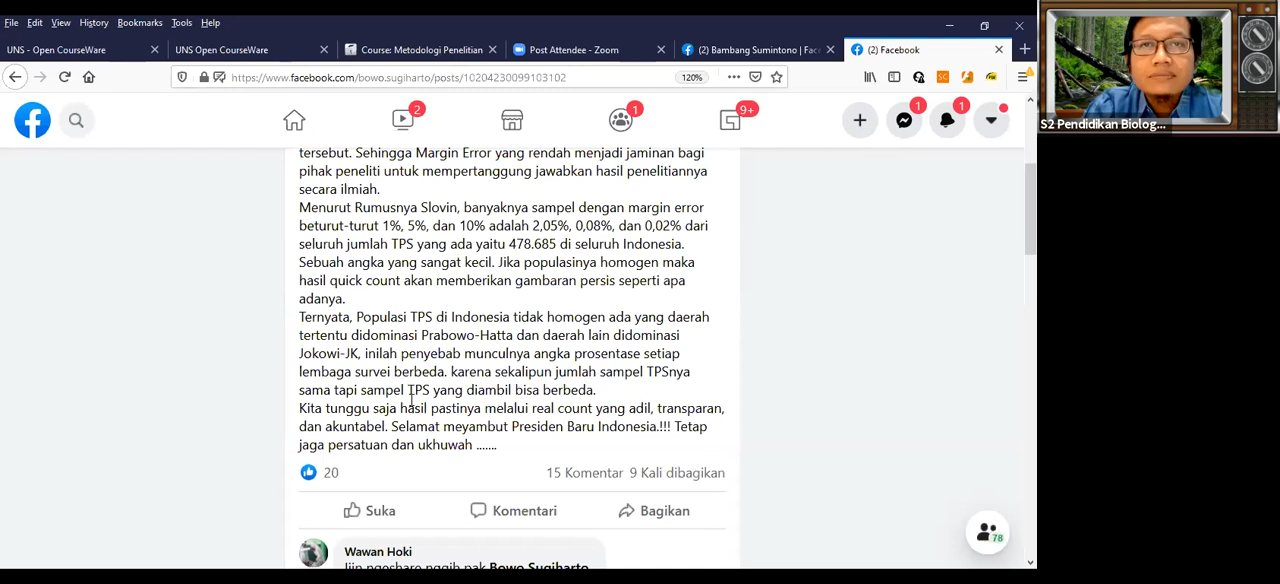 File Edit View History Bookmarks Tools Help
UNS - Open CourseWare
UNS Open CourseWare
Course: Metodologi Penelitian
Post Attendee - Zoom
(2) Bambang Sumintono | Fac
(2) Facebook
https://www.facebook.com/bowo.sugiharto/posts/10204230099103102
120%
S2 Pendidikan Biolog...
2
1
9+
1
1
tersebut. Sehingga Margin Error yang rendah menjadi jaminan bagi
pihak peneliti untuk mempertanggung jawabkan hasil penelitiannya
secara ilmiah.
Menurut Rumusnya Slovin, banyaknya sampel dengan margin error
beturut-turut 1%, 5%, dan 10% adalah 2,05%, 0,08%, dan 0,02% dari
seluruh jumlah TPS yang ada yaitu 478.685 di seluruh Indonesia.
Sebuah angka yang sangat kecil. Jika populasinya homogen maka
hasil quick count akan memberikan gambaran persis seperti apa
adanya.
Ternyata, Populasi TPS di Indonesia tidak homogen ada yang daerah
tertentu didominasi Prabowo-Hatta dan daerah lain didominasi
Jokowi-JK, inilah penyebab munculnya angka prosentase setiap
lembaga survei berbeda. karena sekalipun jumlah sampel TPSnya
sama tapi sampel TPS yang diambil bisa berbeda.
Kita tunggu saja hasil pastinya melalui real count yang adil, transparan,
dan akuntabel. Selamat meyambut Presiden Baru Indonesia.!!! Tetap
jaga persatuan dan ukhuwah .......
20
15 Komentar 9 Kali dibagikan
Suka
Komentari
Bagikan
78
Wawan Hoki
Ijin ngeshare nggih pak Bowo Sugiharto